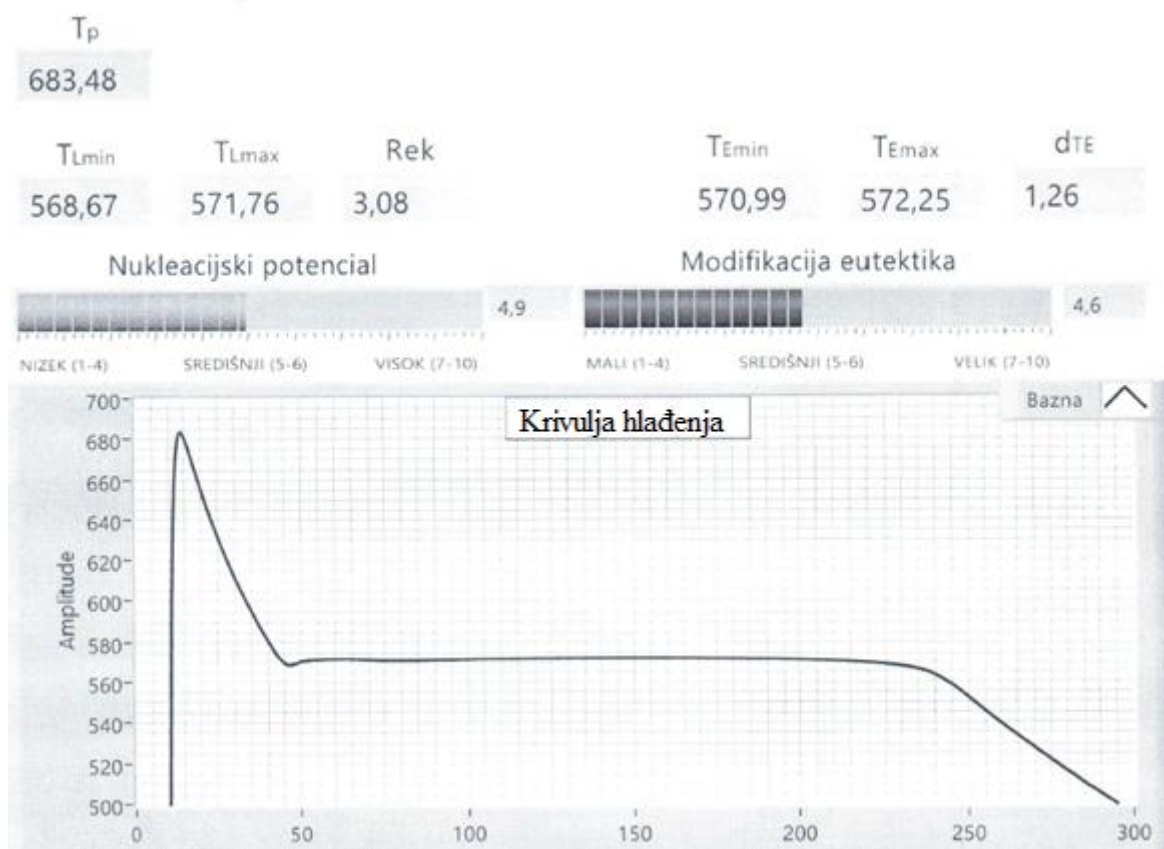 Tp
683,48
TLmin TLmax Rek TEmin TEmax dTE
568,67 571,76 3,08 570,99 572,25 1,26
Nukleacijski potencial Modifikacija eutektika
4,9 4,6
NIZEK (1-4) SREDIŠNJI (5-6) VISOK (7-10) MALI (1-4) SREDIŠNJI (5-6) VELIK (7-10)
Bazna
Krivulja hlađenja
Amplitude
700
680
660
640
620
600
580
560
540
520
500
0 50 100 150 200 250 300